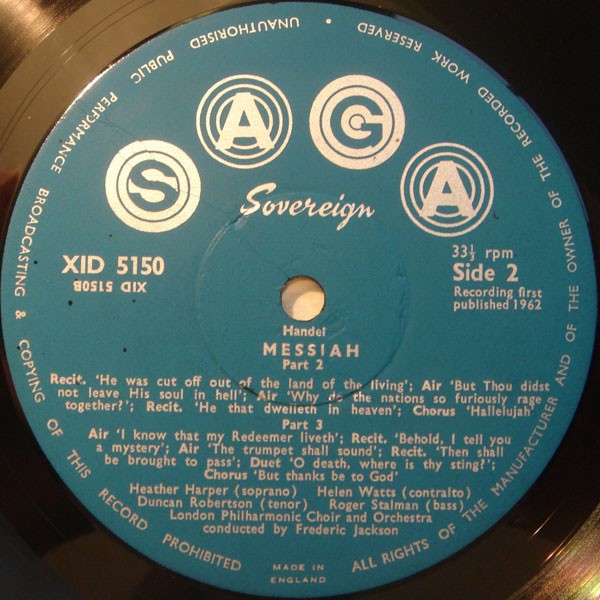 SAGA
Sovereign
XID 5150
XID 5150B
33⅓ rpm
Side 2
Recording first
published 1962
Handel
MESSIAH
Part 2
Recit. 'He was cut off out of the land of the living'; Air 'But Thou didst
not leave His soul in hell'; Air 'Why do the nations so furiously rage
together?'; Recit. 'He that dwelleth in heaven'; Chorus 'Hallelujah'
Part 3
Air 'I know that my Redeemer liveth'; Recit. 'Behold, I tell you
a mystery'; Air 'The trumpet shall sound'; Recit. 'Then shall
be brought to pass'; Duet 'O death, where is thy sting?';
Chorus 'But thanks be to God'
Heather Harper (soprano) Helen Watts (contralto)
Duncan Robertson (tenor) Roger Stalman (bass)
London Philharmonic Choir and Orchestra
conducted by Frederic Jackson
MADE IN
ENGLAND
ALL RIGHTS OF THE MANUFACTURER AND OF THE OWNER OF THE RECORDED WORK RESERVED • UNAUTHORISED PUBLIC PERFORMANCE BROADCASTING & COPYING OF THIS RECORD PROHIBITED